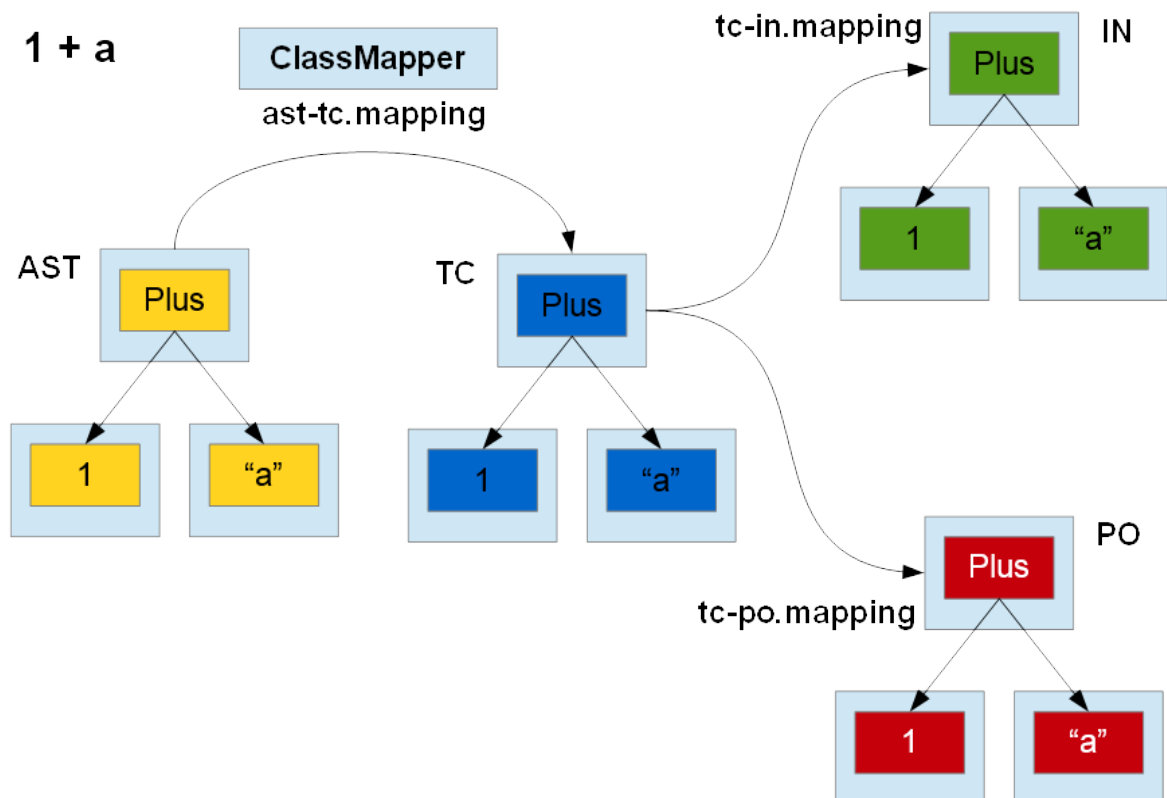 1 + a
ClassMapper
ast-tc.mapping
tc-in.mapping
IN
Plus
1
“a”
AST
Plus
1
“a”
TC
Plus
1
“a”
PO
Plus
tc-po.mapping
1
“a”